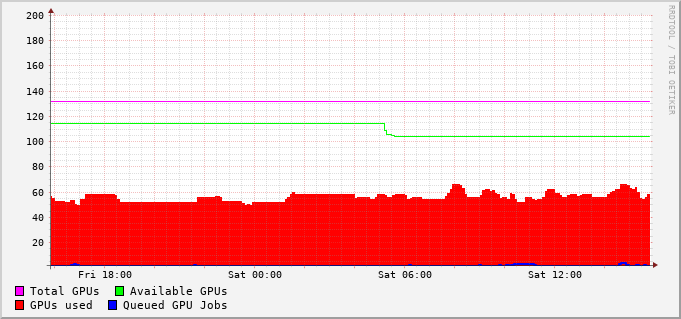 200
180
160
140
120
100
80
60
40
20
Fri 18:00 Sat 00:00 Sat 06:00 Sat 12:00
Total GPUs Available GPUs
GPUs used Queued GPU Jobs
RRDTOOL / TOBI OETIKER